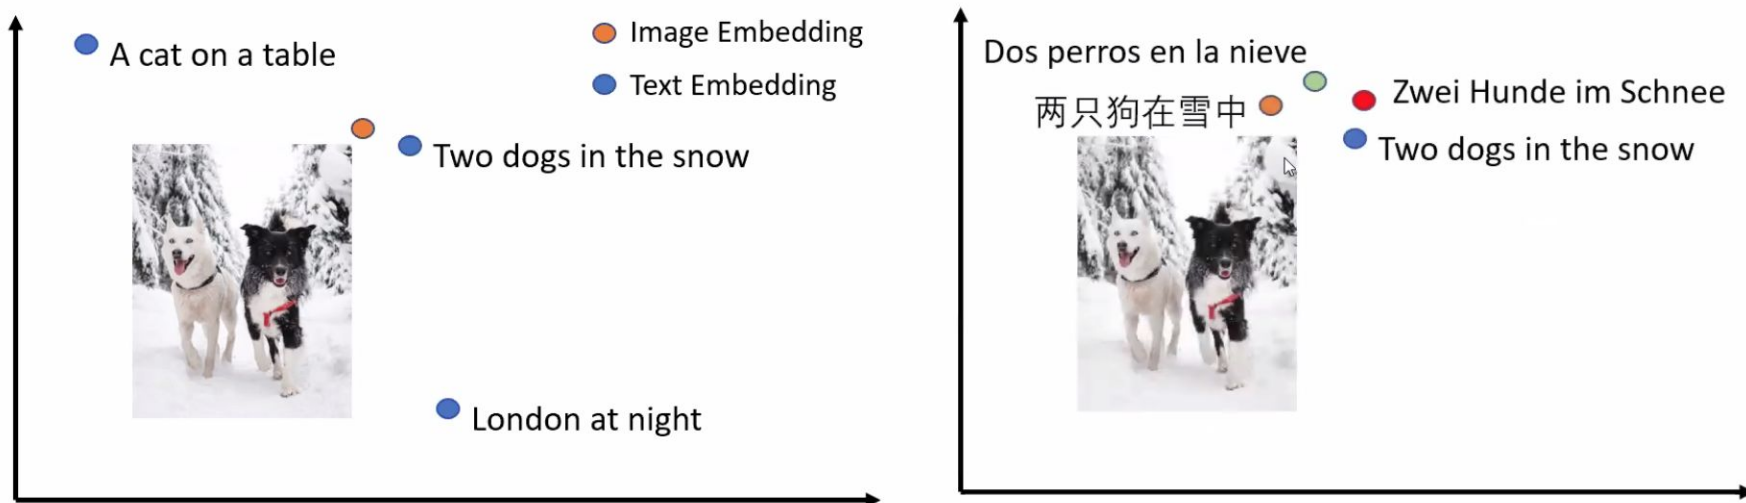 A cat on a table
Image Embedding
Text Embedding
Two dogs in the snow
London at night
Dos perros en la nieve
Zwei Hunde im Schnee
两只狗在雪中
Two dogs in the snow